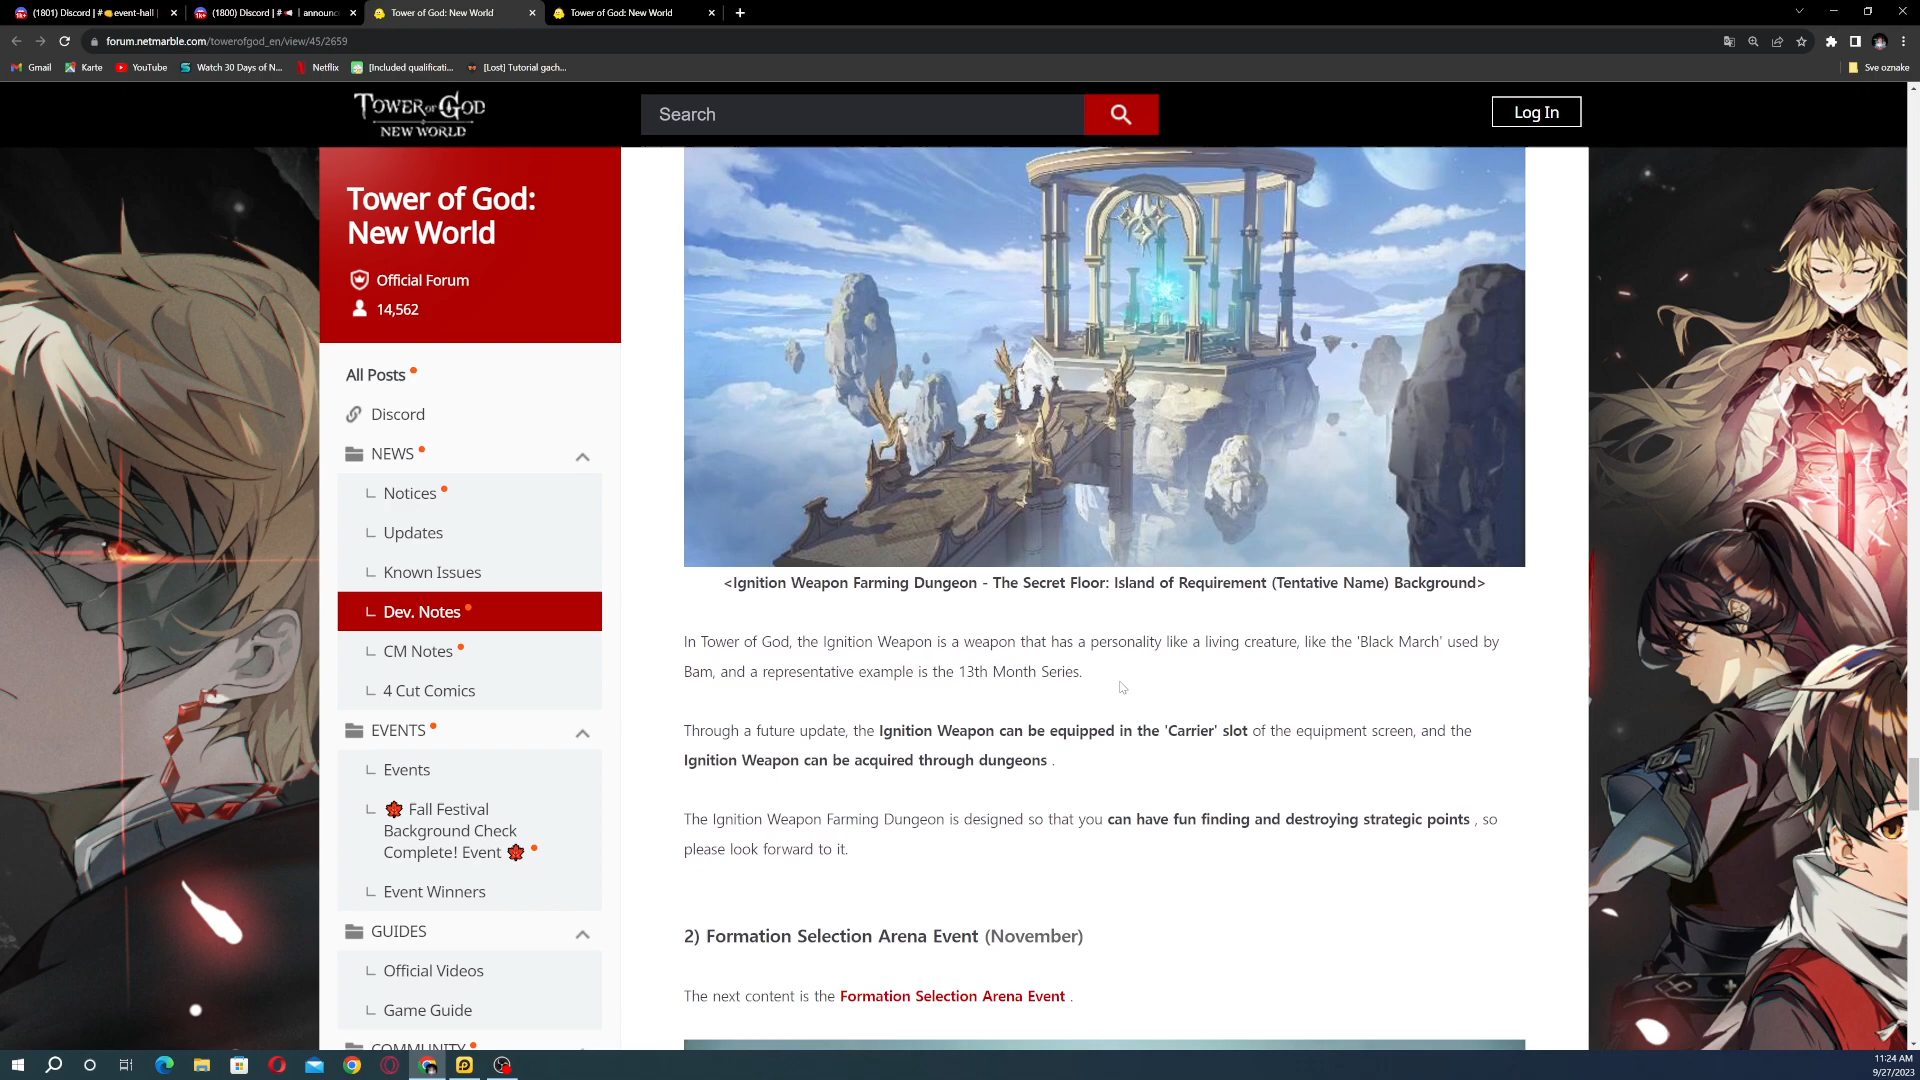 (1801) Discord | #👊event-hall |
(1800) Discord | #📢 | announc
Tower of God: New World
Tower of God: New World
forum.netmarble.com/towerofgod_en/view/45/2659
Gmail
Karte
YouTube
Watch 30 Days of N...
Netflix
[Included qualificati...
[Lost] Tutorial gach...
Sve oznake
TOWER OF GOD
NEW WORLD
Search
Log In
Tower of God:
New World
Official Forum
14,562
All Posts
Discord
NEWS
Notices
Updates
Known Issues
Dev. Notes
CM Notes
4 Cut Comics
EVENTS
Events
🍁 Fall Festival
Background Check
Complete! Event 🍁
Event Winners
GUIDES
Official Videos
Game Guide
COMMUNITY
<Ignition Weapon Farming Dungeon - The Secret Floor: Island of Requirement (Tentative Name) Background>
In Tower of God, the Ignition Weapon is a weapon that has a personality like a living creature, like the 'Black March' used by
Bam, and a representative example is the 13th Month Series.
Through a future update, the Ignition Weapon can be equipped in the 'Carrier' slot of the equipment screen, and the
Ignition Weapon can be acquired through dungeons .
The Ignition Weapon Farming Dungeon is designed so that you can have fun finding and destroying strategic points , so
please look forward to it.
2) Formation Selection Arena Event (November)
The next content is the Formation Selection Arena Event .
11:24 AM
9/27/2023